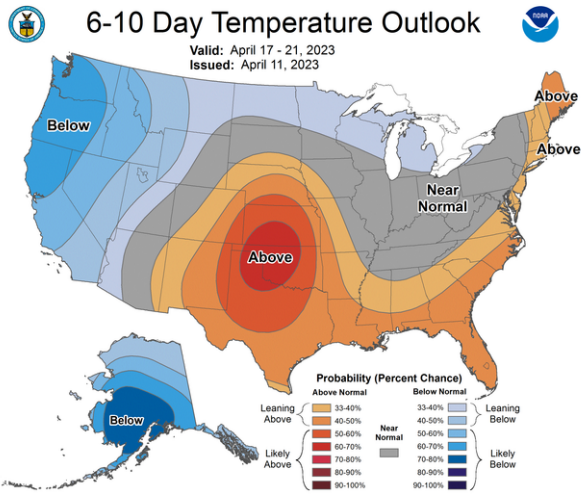 6-10 Day Temperature Outlook
Valid: April 17 - 21, 2023
Issued: April 11, 2023
NOAA
Below
Above
Above
Near
Normal
Above
Below
Probability (Percent Chance)
Above Normal
Below Normal
Leaning
Above
33-40%
40-50%
Likely
Above
50-60%
60-70%
70-80%
80-90%
90-100%
Near
Normal
33-40%
40-50%
Leaning
Below
50-60%
60-70%
70-80%
80-90%
90-100%
Likely
Below